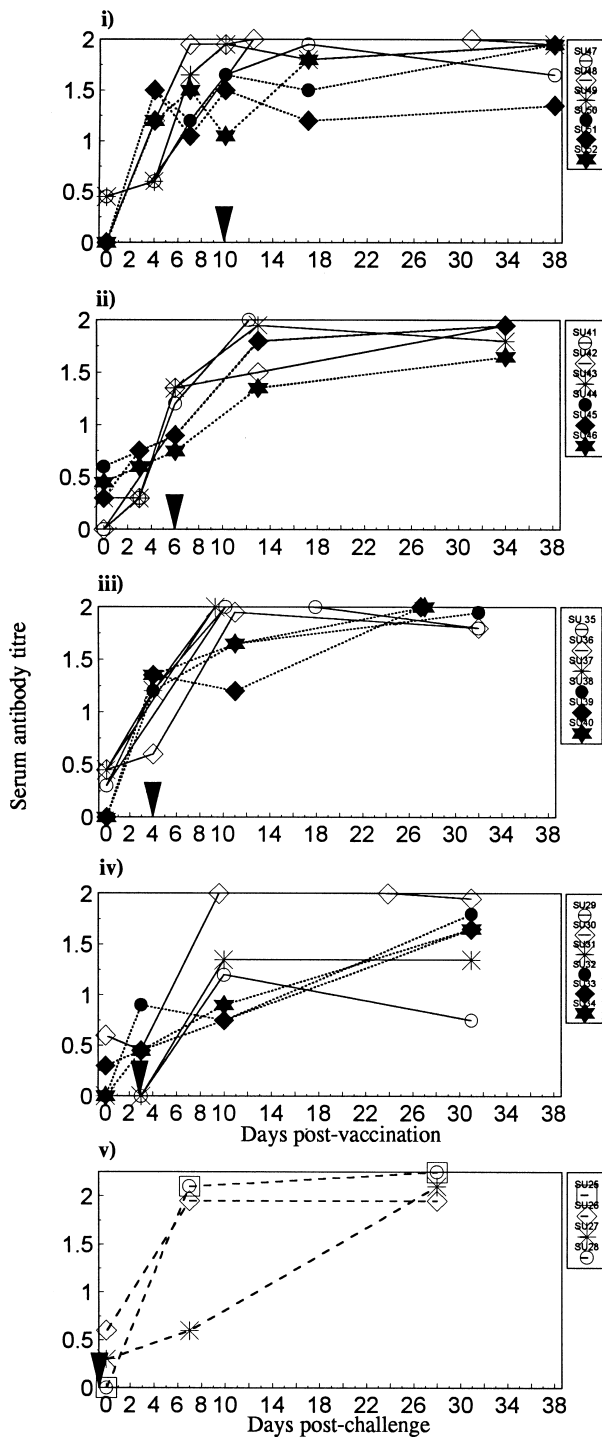 i)
2
1.5
1
0.5
0
0 2 4 6 8 10 14 18 22 26 30 34 38
SU47
SU48
SU49
SU50
SU51
SU52
ii)
2
1.5
1
0.5
0
0 2 4 6 8 10 14 18 22 26 30 34 38
SU41
SU42
SU43
SU44
SU45
SU46
iii)
2
1.5
1
0.5
0
0 2 4 6 8 10 14 18 22 26 30 34 38
SU 35
SU36
SU37
SU38
SU39
SU40
Serum antibody titre
iv)
2
1.5
1
0.5
0
0 2 4 6 8 10 14 18 22 26 30 34 38
Days post-vaccination
SU29
SU30
SU31
SU32
SU33
SU34
v)
2
1.5
1
0.5
0
0 2 4 6 8 10 14 18 22 26 30 34 38
Days post-challenge
SU25
SU26
SU27
SU28